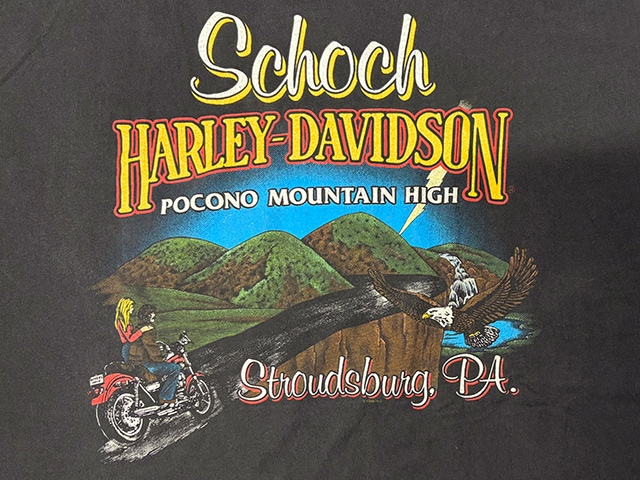 Schoch
HARLEY-DAVIDSON
POCONO MOUNTAIN HIGH
Stroudsburg, PA.